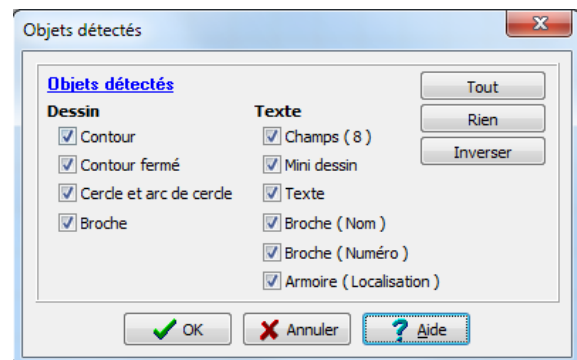 Objets détectés
Objets détectés
Dessin
Contour
Contour fermé
Cercle et arc de cercle
Broche
Texte
Champs ( 8 )
Mini dessin
Texte
Broche ( Nom )
Broche ( Numéro )
Armoire ( Localisation )
Tout
Rien
Inverser
OK
Annuler
Aide